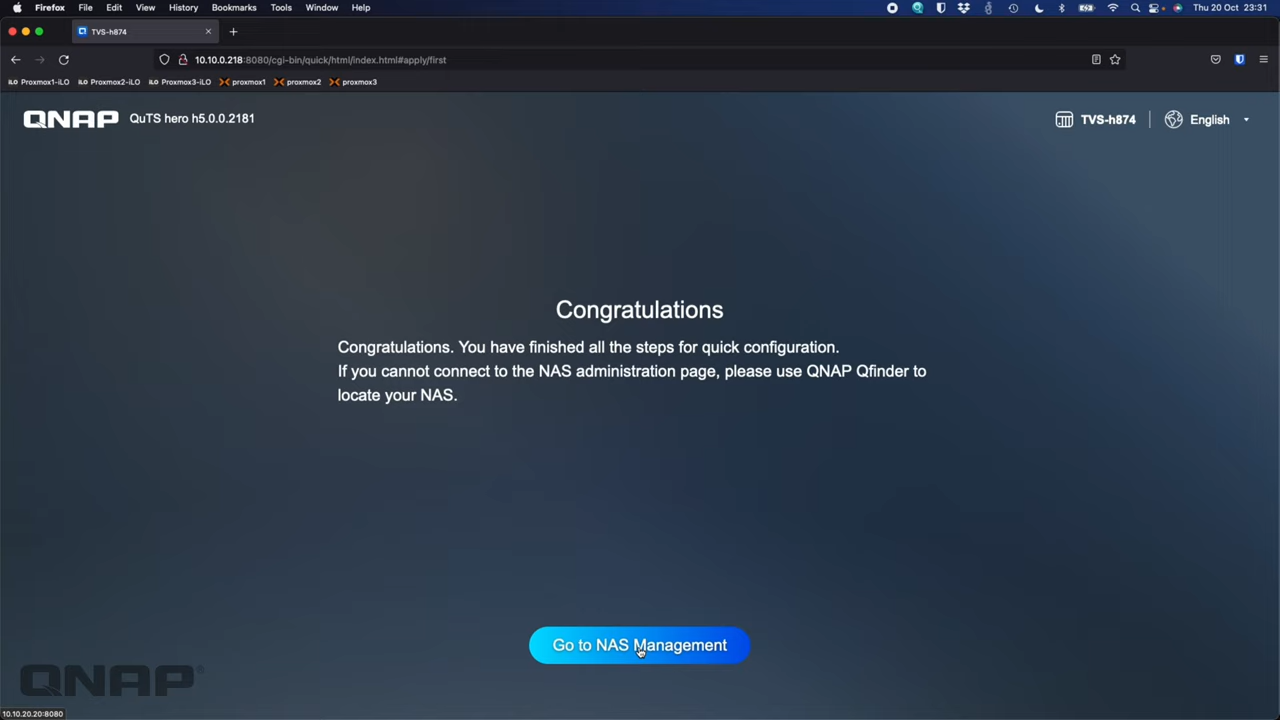 Firefox File Edit View History Bookmarks Tools Window Help Thu 20 Oct 23:31
TVS-h874
10.10.0.218:8080/cgi-bin/quick/html/index.html#apply/first
iLO Proxmox1-iLO iLO Proxmox2-iLO iLO Proxmox3-iLO proxmox1 proxmox2 proxmox3
QNAP QuTS hero h5.0.0.2181 TVS-h874 English
Congratulations
Congratulations. You have finished all the steps for quick configuration.
If you cannot connect to the NAS administration page, please use QNAP Qfinder to
locate your NAS.
Go to NAS Management
QNAP®
10.10.20.20:8080